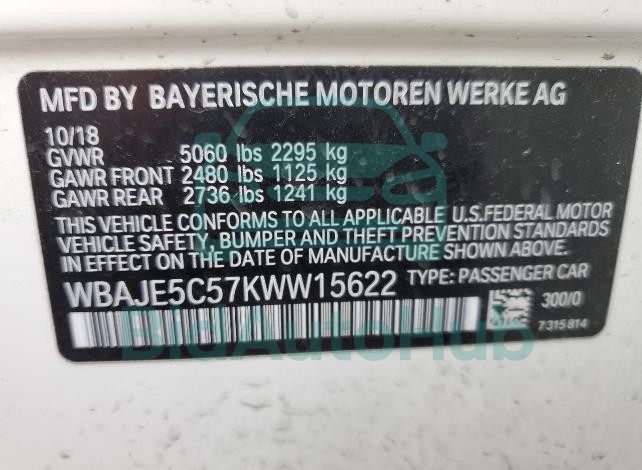 MFD BY BAYERISCHE MOTOREN WERKE AG
10/18
GVWR 5060 lbs 2295 kg
GAWR FRONT 2480 lbs 1125 kg
GAWR REAR 2736 lbs 1241 kg
THIS VEHICLE CONFORMS TO ALL APPLICABLE U.S.FEDERAL MOTOR
VEHICLE SAFETY, BUMPER AND THEFT PREVENTION STANDARDS
IN EFFECT ON THE DATE OF MANUFACTURE SHOWN ABOVE.
WBAJE5C57KWW15622 TYPE: PASSENGER CAR
300/0
7315814
BidAutoHub